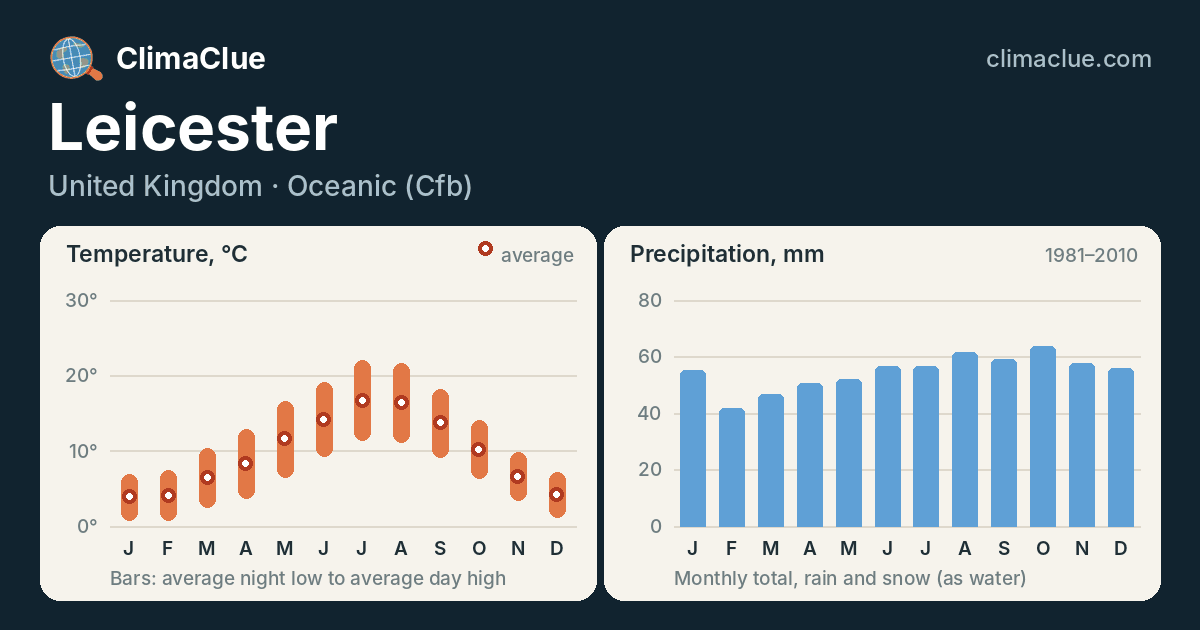 ClimaClue
climaclue.com
Leicester
United Kingdom · Oceanic (Cfb)
Temperature, °C
average
30°
20°
10°
0°
J F M A M J J A S O N D
Bars: average night low to average day high
Precipitation, mm
1981–2010
80
60
40
20
0
J F M A M J J A S O N D
Monthly total, rain and snow (as water)